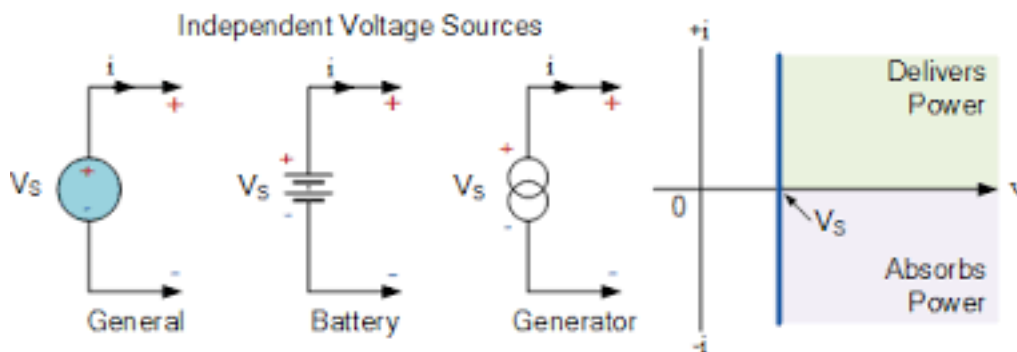 Independent Voltage Sources
i
+
Vs
+
-
-
General
i
+
+
Vs
-
-
Battery
i
+
+
Vs
-
-
Generator
+i
Delivers
Power
0
v
Vs
Absorbs
Power
-i